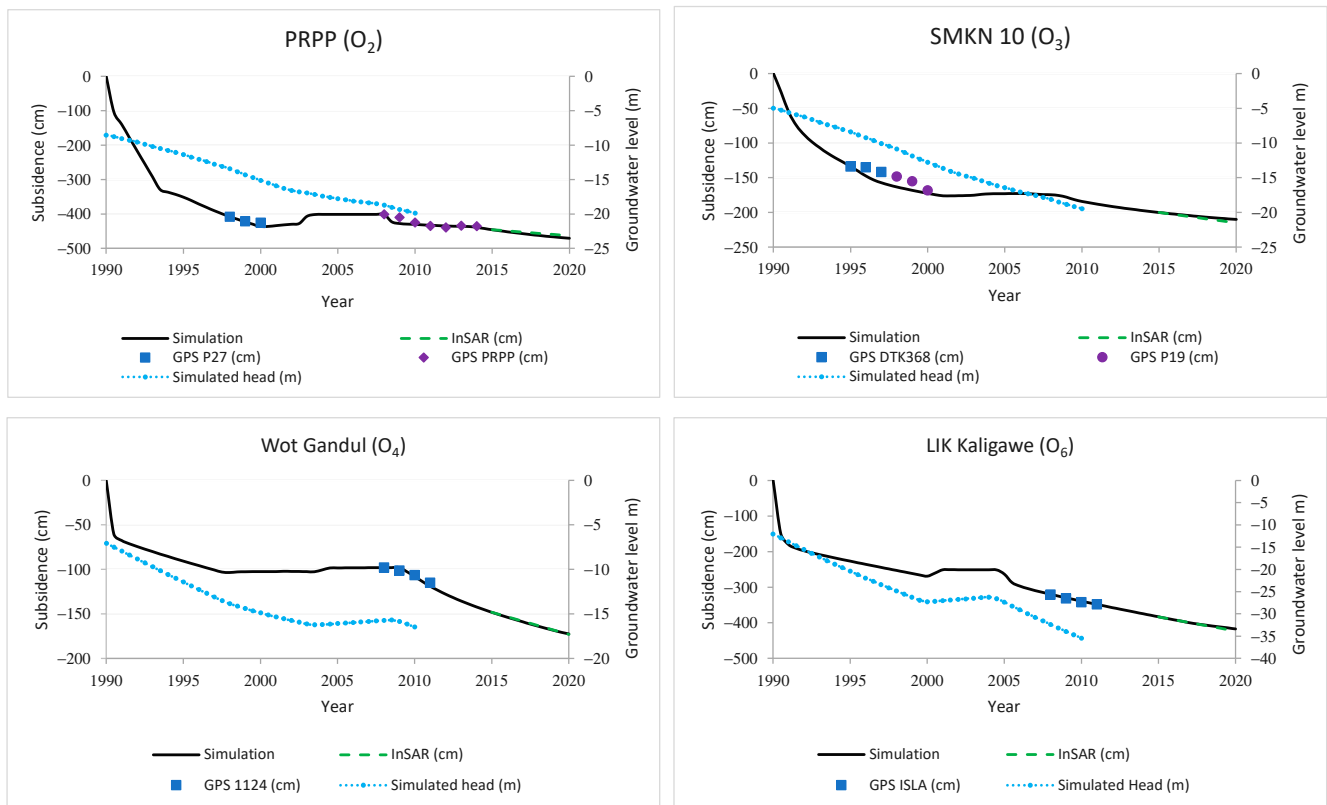 PRPP (O₂)
0
−100
−200
−300
−400
−500
Subsidence (cm)
0
−5
−10
−15
−20
−25
Groundwater level (m)
1990 1995 2000 2005 2010 2015 2020
Year
Simulation InSAR (cm)
GPS P27 (cm) GPS PRPP (cm)
Simulated head (m)
SMKN 10 (O₃)
0
−50
−100
−150
−200
−250
Subsidence (cm)
0
−5
−10
−15
−20
−25
Groundwater level m)
1990 1995 2000 2005 2010 2015 2020
Year
Simulation InSAR (cm)
GPS DTK368 (cm) GPS P19 (cm)
Simulated head (m)
Wot Gandul (O₄)
0
−50
−100
−150
−200
Subsidence (cm)
0
−5
−10
−15
−20
Groundwater level m)
1990 1995 2000 2005 2010 2015 2020
Year
Simulation InSAR (cm)
GPS 1124 (cm) Simulated head (m)
LIK Kaligawe (O₆)
0
−100
−200
−300
−400
−500
Subsidence (cm)
0
−5
−10
−15
−20
−25
−30
−35
−40
Groundwater level m)
1990 1995 2000 2005 2010 2015 2020
Year
Simulation InSAR (cm)
GPS ISLA (cm) Simulated Head (m)